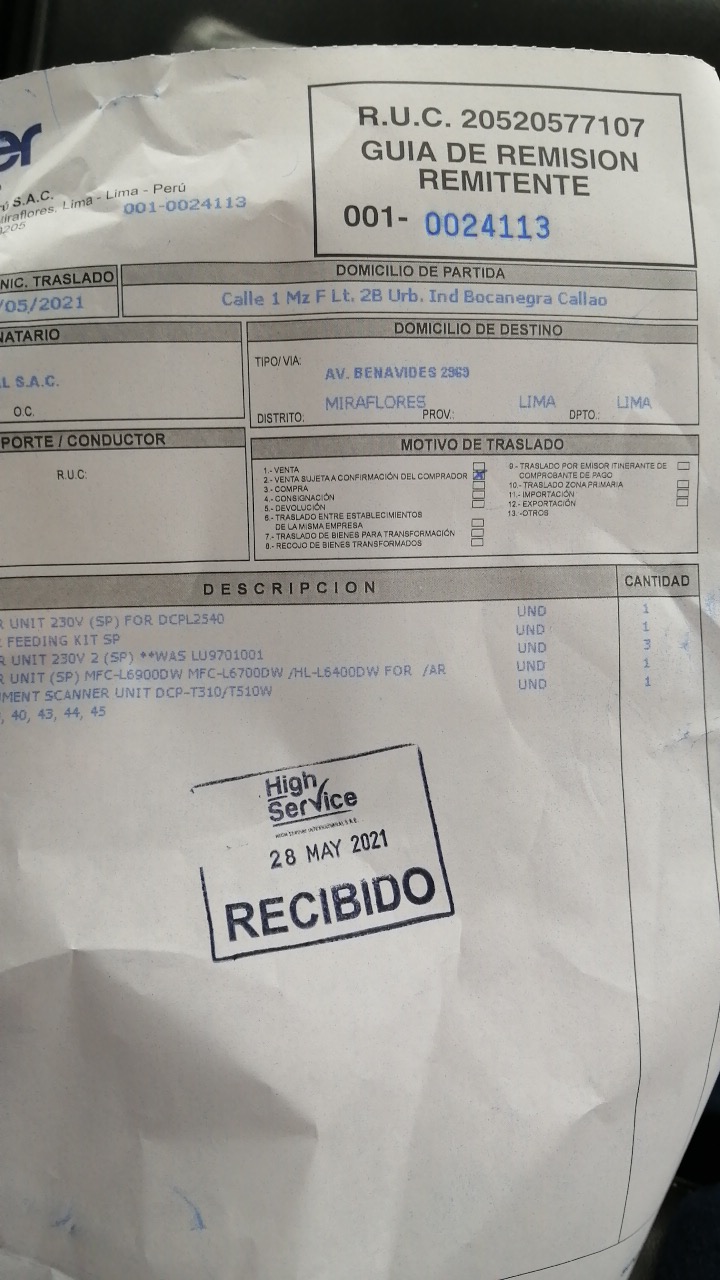 er
R.U.C. 20520577107
GUIA DE REMISION
REMITENTE
001- 0024113
S.A.C.
Miraflores. Lima - Lima - Perú
001-0024113
NIC. TRASLADO
/05/2021
DOMICILIO DE PARTIDA
Calle 1 Mz F Lt. 2B Urb. Ind Bocanegra Callao
NATARIO
L S.A.C.
O.C.
DOMICILIO DE DESTINO
TIPO/VIA:
AV. BENAVIDES 2969
MIRAFLORES LIMA LIMA
DISTRITO: PROV.: DPTO.:
PORTE / CONDUCTOR
R.U.C:
MOTIVO DE TRASLADO
1.- VENTA
2.- VENTA SUJETA A CONFIRMACIÓN DEL COMPRADOR X
3.- COMPRA
4.- CONSIGNACIÓN
5.- DEVOLUCIÓN
6.- TRASLADO ENTRE ESTABLECIMIENTOS
DE LA MISMA EMPRESA
7.- TRASLADO DE BIENES PARA TRANSFORMACIÓN
8.- RECOJO DE BIENES TRANSFORMADOS
9.- TRASLADO POR EMISOR ITINERANTE DE
COMPROBANTE DE PAGO
10.- TRASLADO ZONA PRIMARIA
11.- IMPORTACIÓN
12.- EXPORTACIÓN
13.-OTROS
DESCRIPCION CANTIDAD
R UNIT 230V (SP) FOR DCPL2540 UND 1
FEEDING KIT SP UND 1
R UNIT 230V 2 (SP) **WAS LU9701001 UND 3
R UNIT (SP) MFC-L6900DW MFC-L6700DW /HL-L6400DW FOR /AR UND 1
MENT SCANNER UNIT DCP-T310/T510W UND 1
, 40, 43, 44, 45
High
Service
28 MAY 2021
RECIBIDO